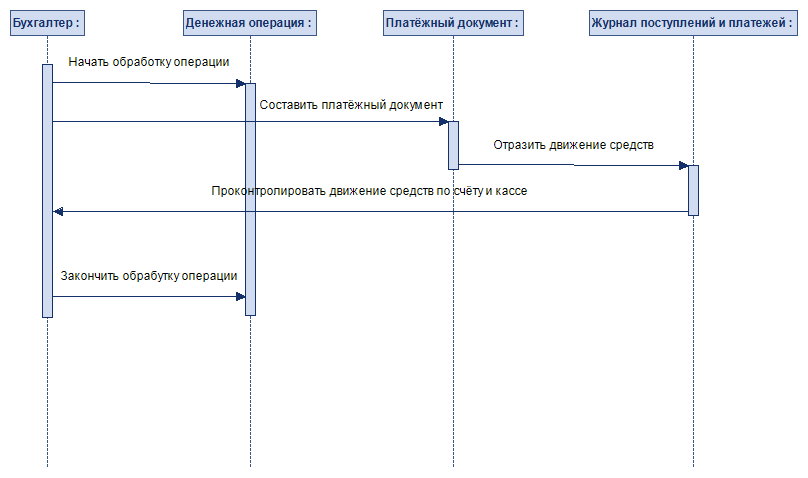 Бухгалтер :
Денежная операция :
Платёжный документ :
Журнал поступлений и платежей :
Начать обработку операции
Составить платёжный документ
Отразить движение средств
Проконтролировать движение средств по счёту и кассе
Закончить обрабутку операции